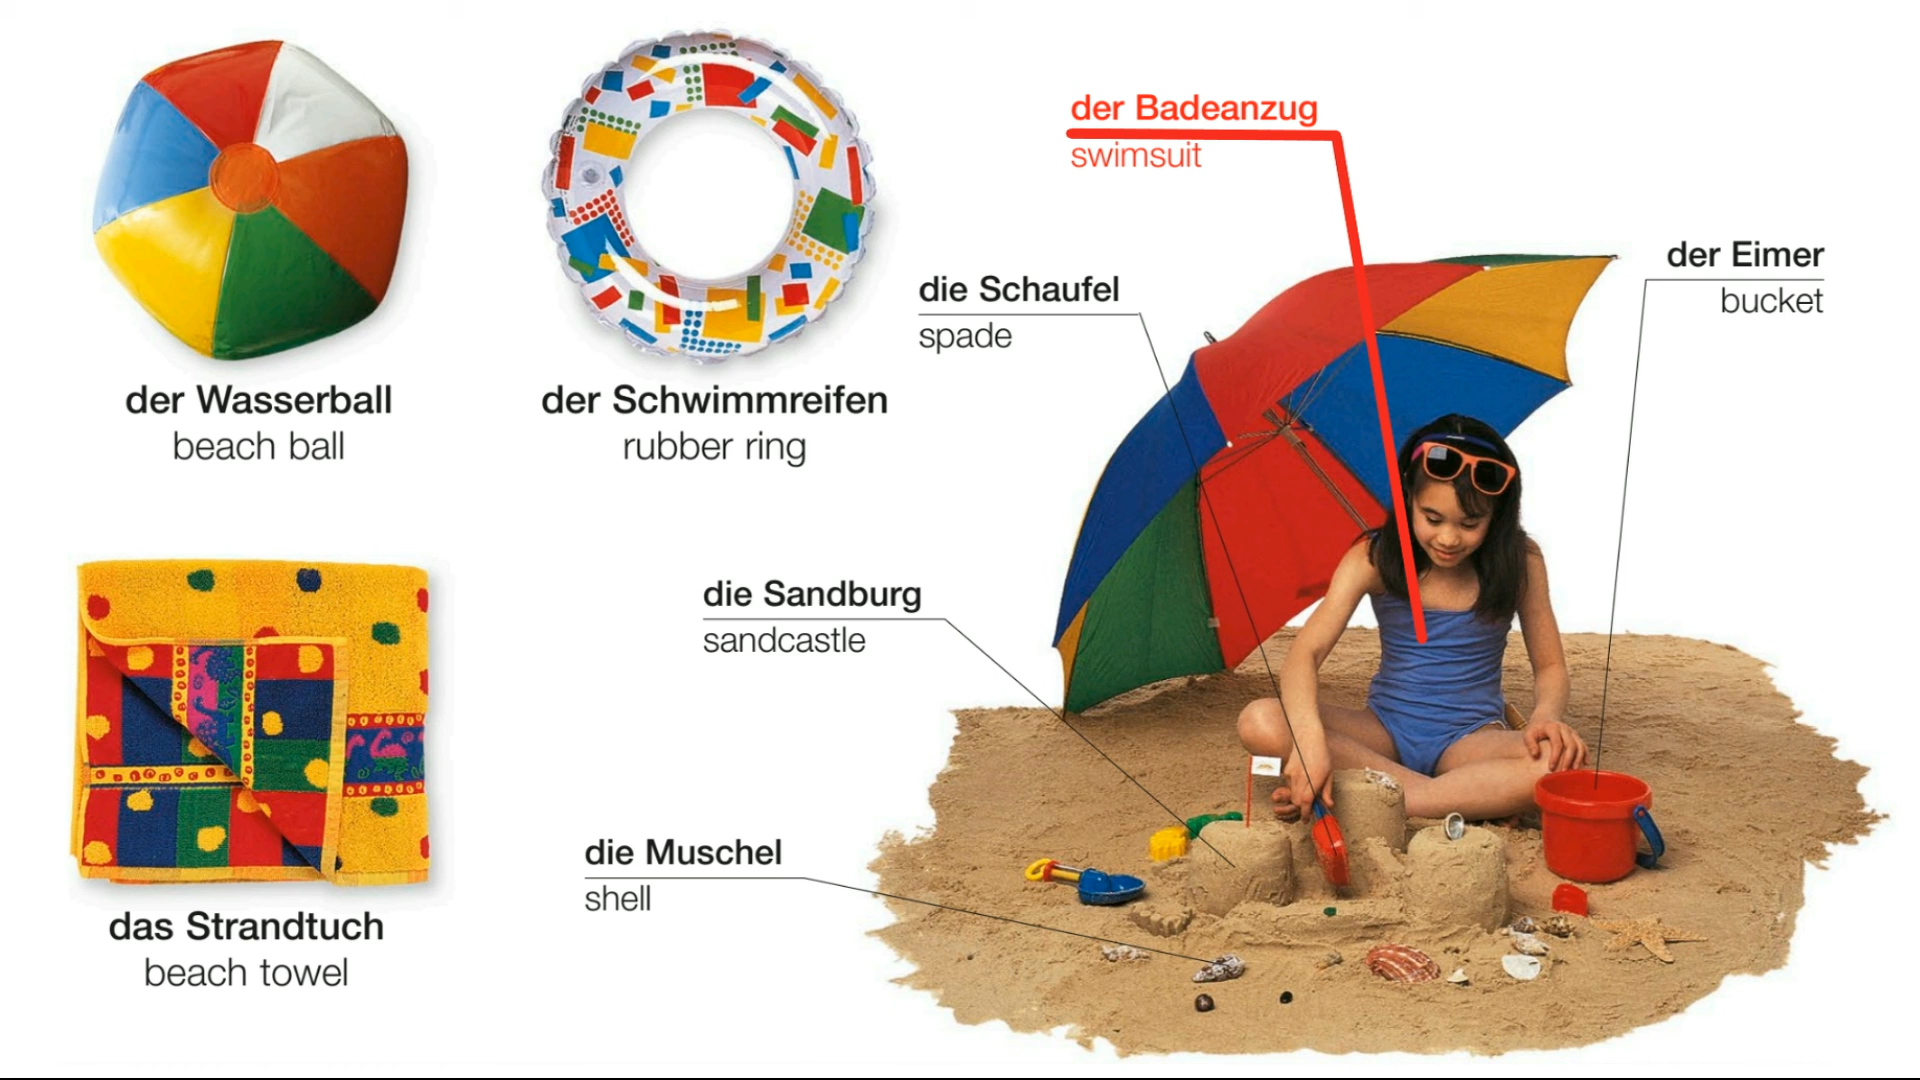 der Wasserball
beach ball
der Schwimmreifen
rubber ring
der Badeanzug
swimsuit
die Schaufel
spade
der Eimer
bucket
die Sandburg
sandcastle
die Muschel
shell
das Strandtuch
beach towel